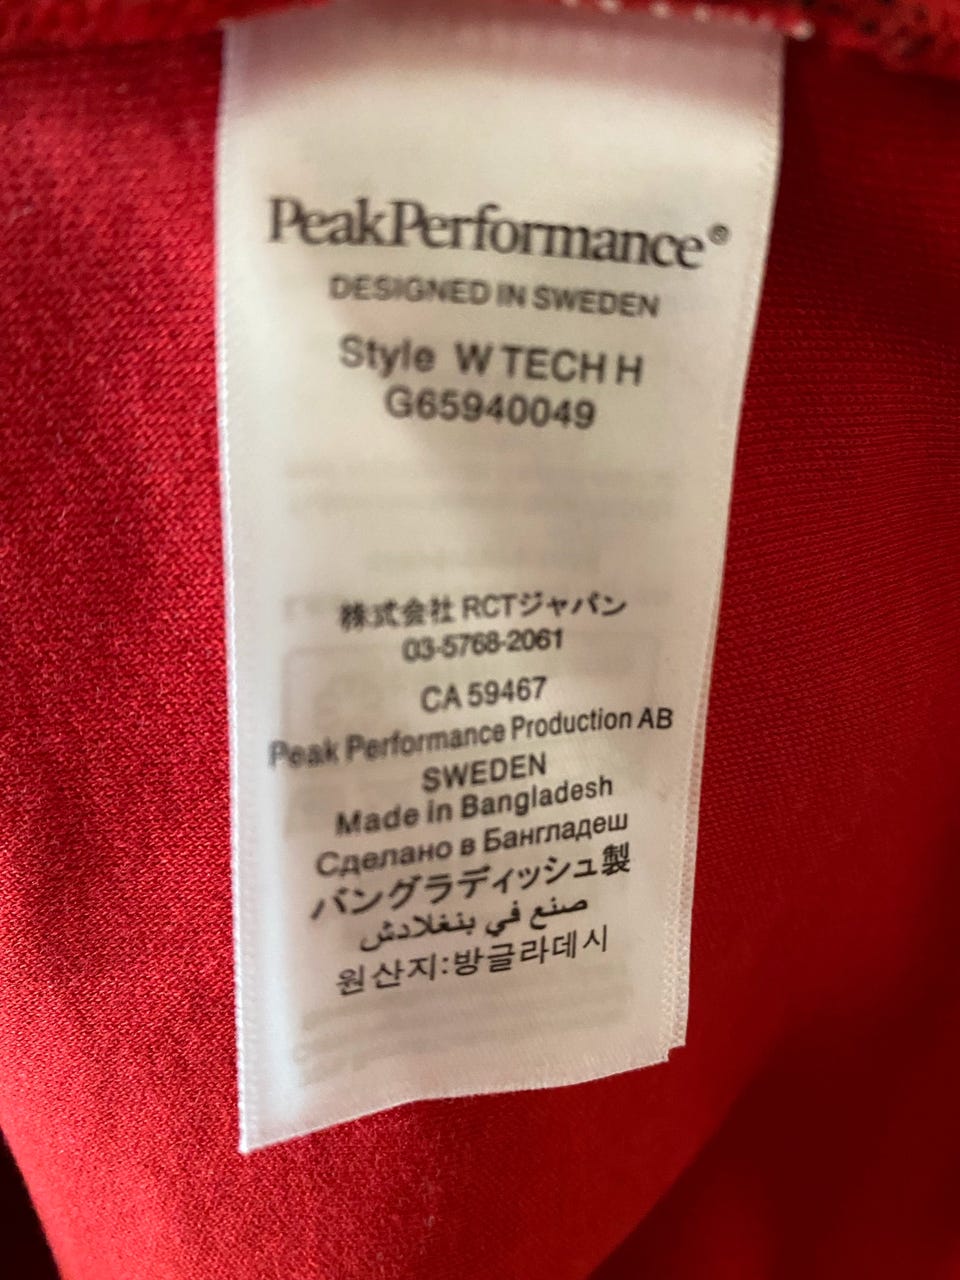 PeakPerformance®
DESIGNED IN SWEDEN
Style W TECH H
G65940049
株式会社 RCTジャパン
03-5768-2061
CA 59467
Peak Performance Production AB
SWEDEN
Made in Bangladesh
Сделано в Бангладеш
バングラディッシュ製
صنع في بنغلادش
원산지:방글라데시